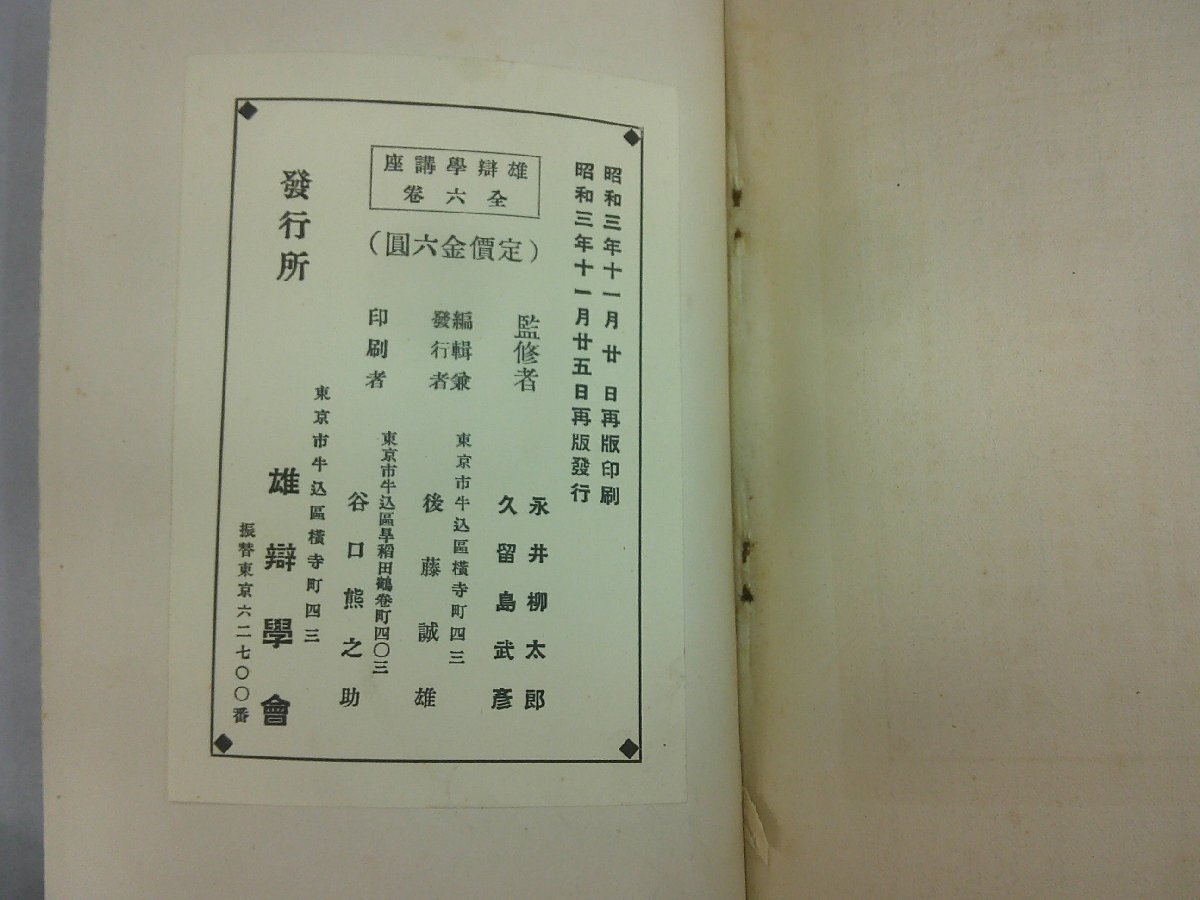 昭和三年十一月廿日再版印刷
昭和三年十一月廿五日再版發行
雄辯學講座
全六卷
(定價金六圓)
監修者
永井柳太郎
久留島武彥
編輯兼
發行者
東京市牛込區橫寺町四三
後藤誠雄
印刷者
東京市牛込區早稻田鶴卷町四〇三
谷口熊之助
發行所
東京市牛込區橫寺町四三
雄辯學會
振替東京六二七〇〇番